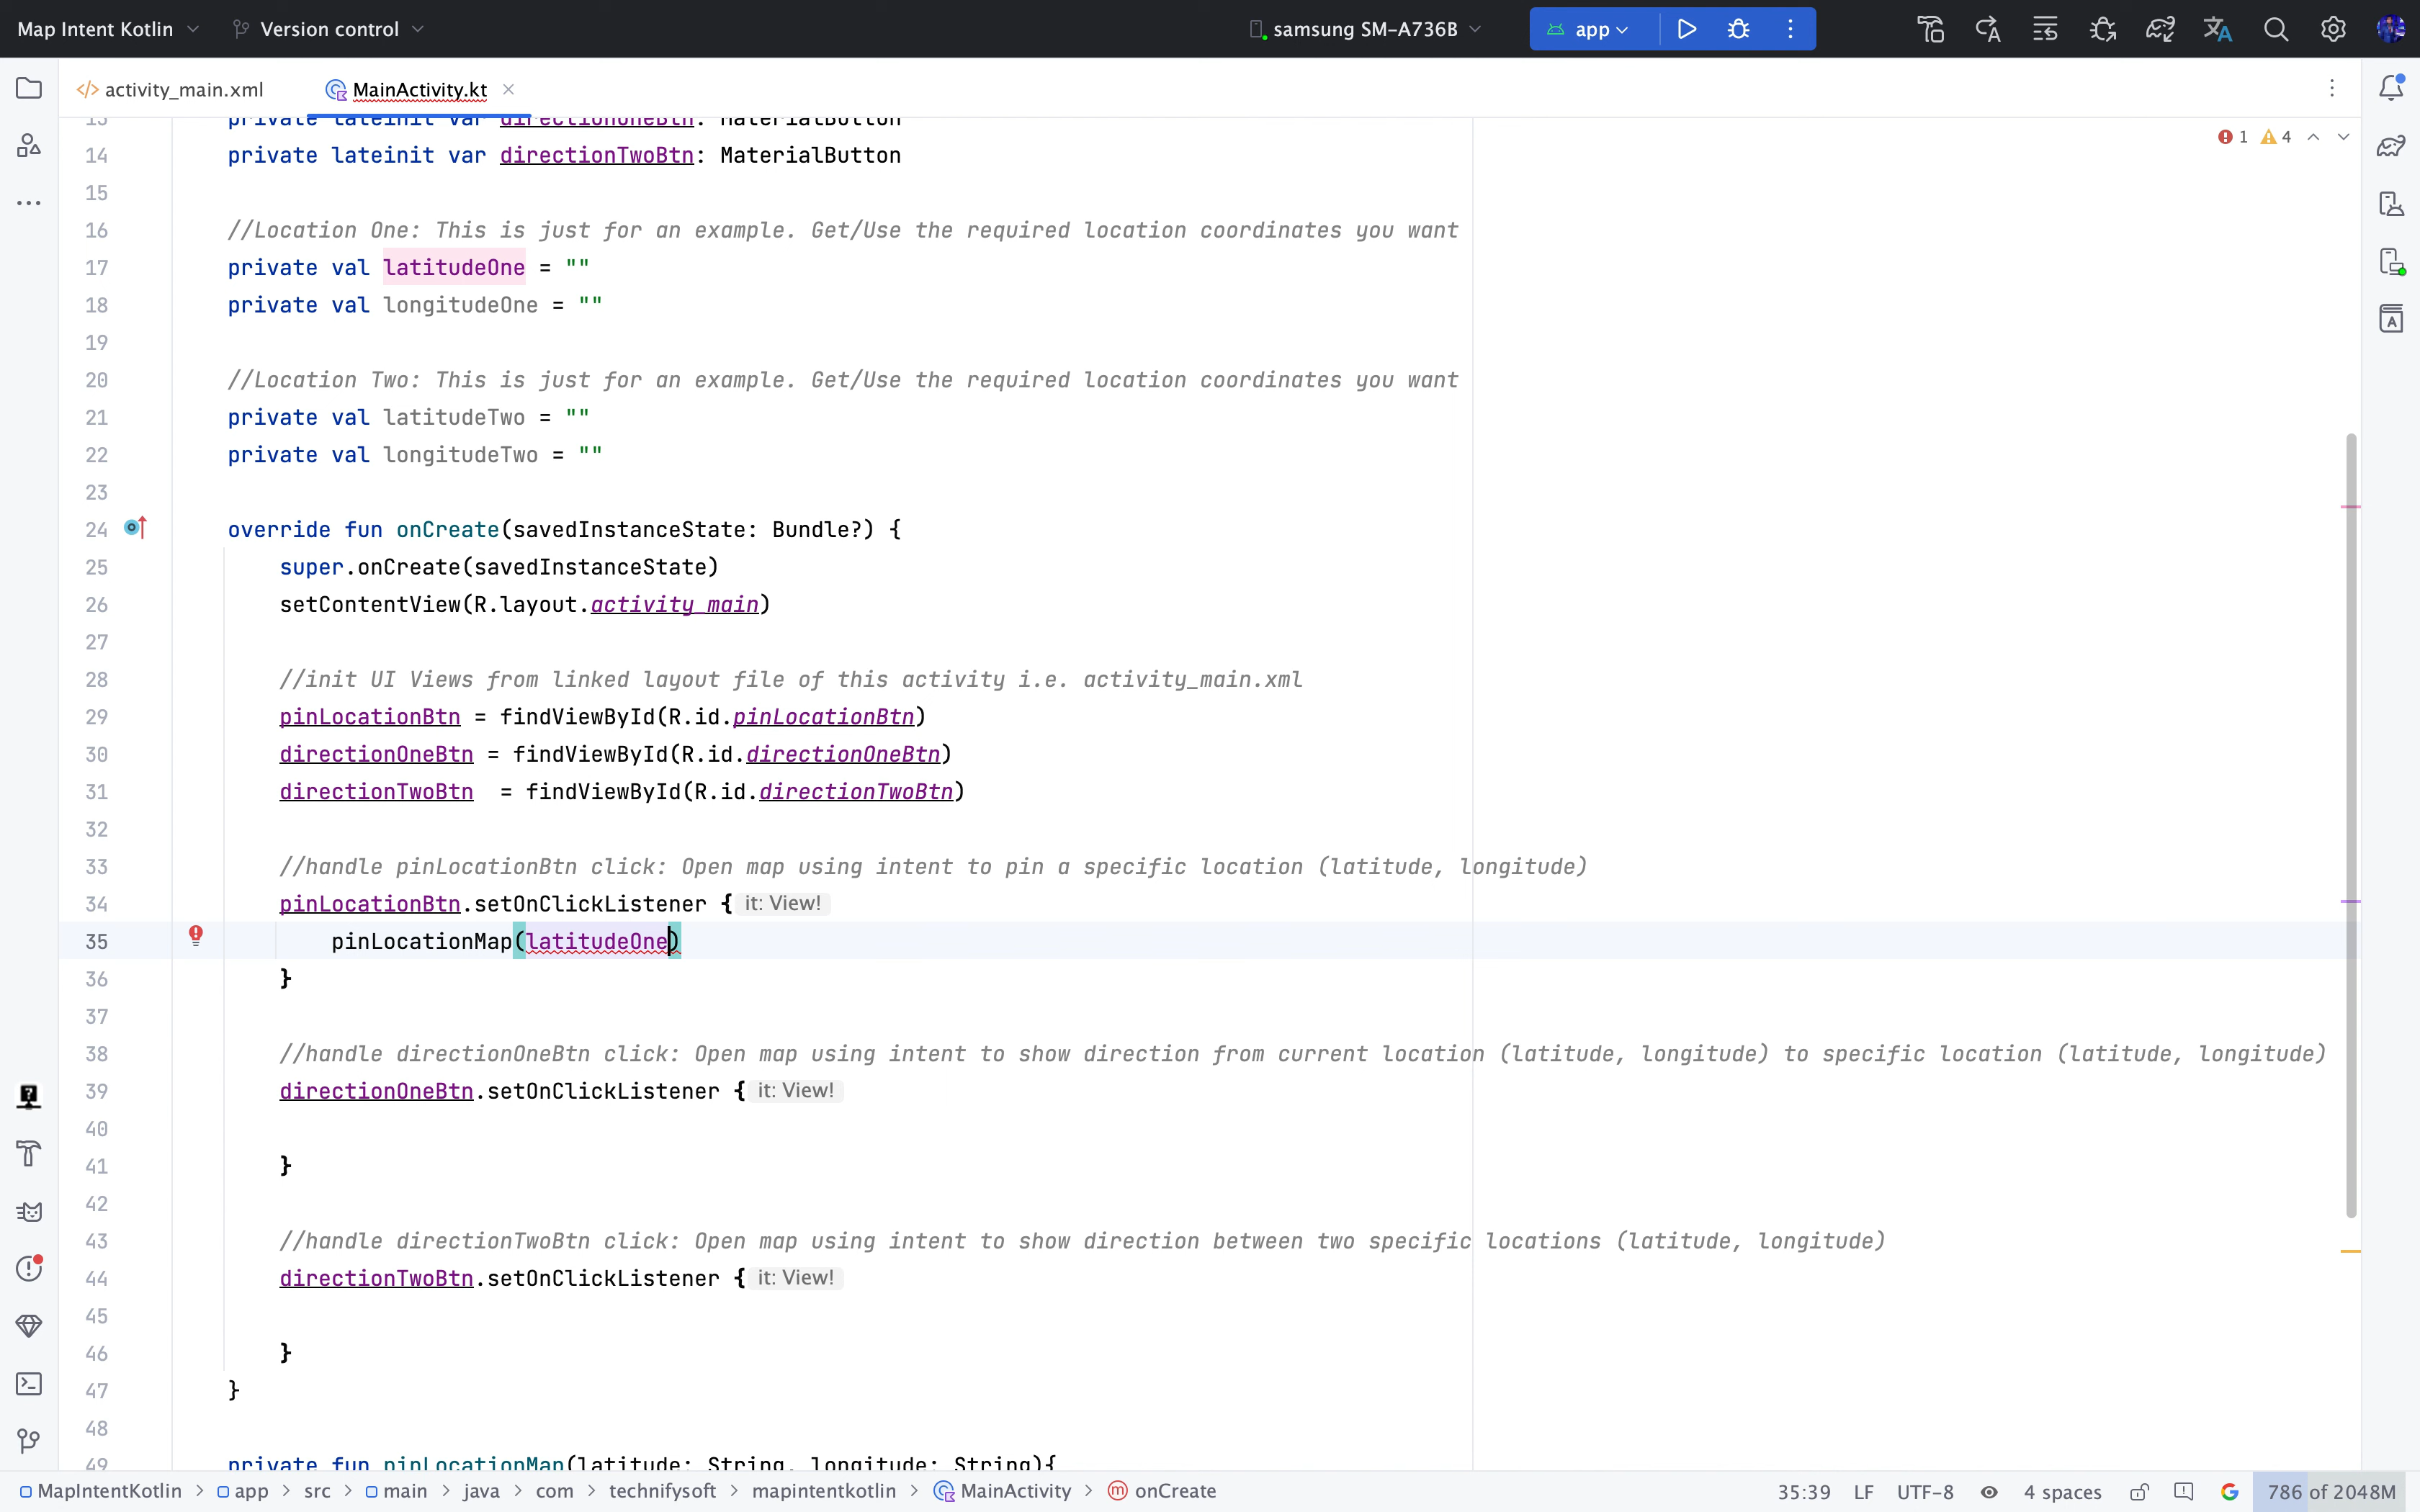 Map Intent Kotlin Version control samsung SM-A736B app
activity_main.xml MainActivity.kt
1 4
13 private lateinit var directionOneBtn: MaterialButton
14 private lateinit var directionTwoBtn: MaterialButton
15
16 //Location One: This is just for an example. Get/Use the required location coordinates you want
17 private val latitudeOne = ""
18 private val longitudeOne = ""
19
20 //Location Two: This is just for an example. Get/Use the required location coordinates you want
21 private val latitudeTwo = ""
22 private val longitudeTwo = ""
23
24 override fun onCreate(savedInstanceState: Bundle?) {
25 super.onCreate(savedInstanceState)
26 setContentView(R.layout.activity_main)
27
28 //init UI Views from linked layout file of this activity i.e. activity_main.xml
29 pinLocationBtn = findViewById(R.id.pinLocationBtn)
30 directionOneBtn = findViewById(R.id.directionOneBtn)
31 directionTwoBtn  = findViewById(R.id.directionTwoBtn)
32
33 //handle pinLocationBtn click: Open map using intent to pin a specific location (latitude, longitude)
34 pinLocationBtn.setOnClickListener { it: View!
35 pinLocationMap(latitudeOne)
36 }
37
38 //handle directionOneBtn click: Open map using intent to show direction from current location (latitude, longitude) to specific location (latitude, longitude)
39 directionOneBtn.setOnClickListener { it: View!
40
41 }
42
43 //handle directionTwoBtn click: Open map using intent to show direction between two specific locations (latitude, longitude)
44 directionTwoBtn.setOnClickListener { it: View!
45
46 }
47 }
48
49 private fun pinLocationMap(latitude: String, longitude: String){
MapIntentKotlin > app > src > main > java > com > technifysoft > mapintentkotlin > MainActivity > onCreate 35:39 LF UTF-8 4 spaces 786 of 2048M